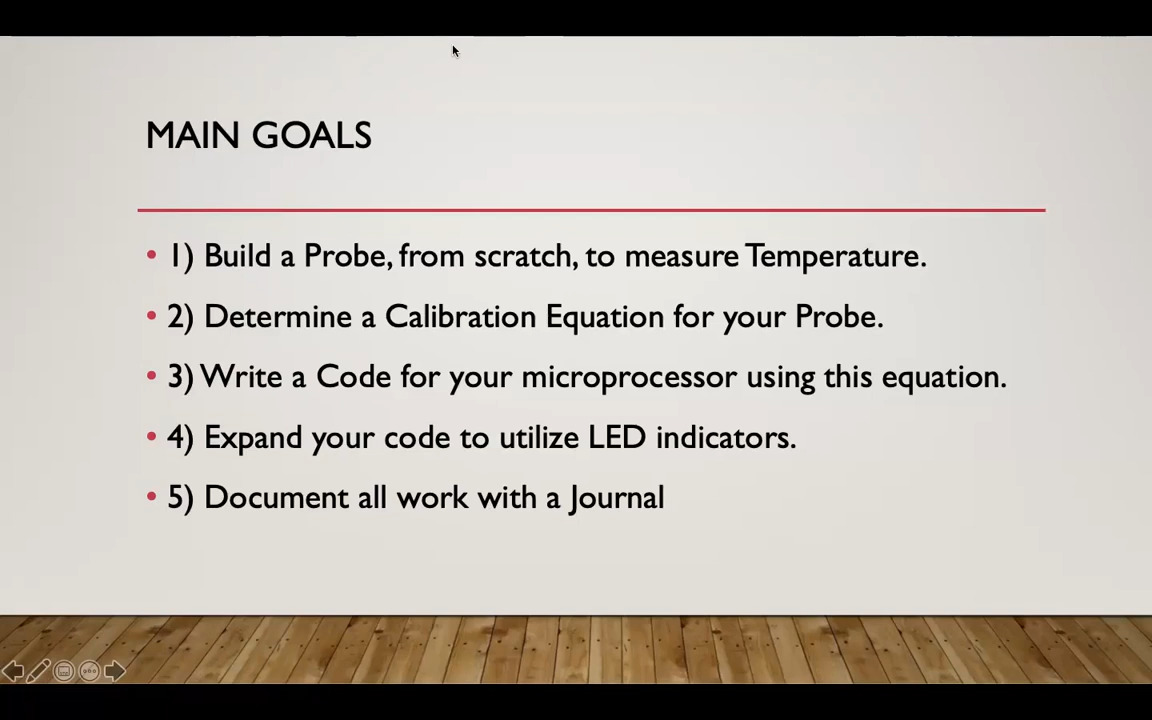 MAIN GOALS
• 1) Build a Probe, from scratch, to measure Temperature.
• 2) Determine a Calibration Equation for your Probe.
• 3) Write a Code for your microprocessor using this equation.
• 4) Expand your code to utilize LED indicators.
• 5) Document all work with a Journal